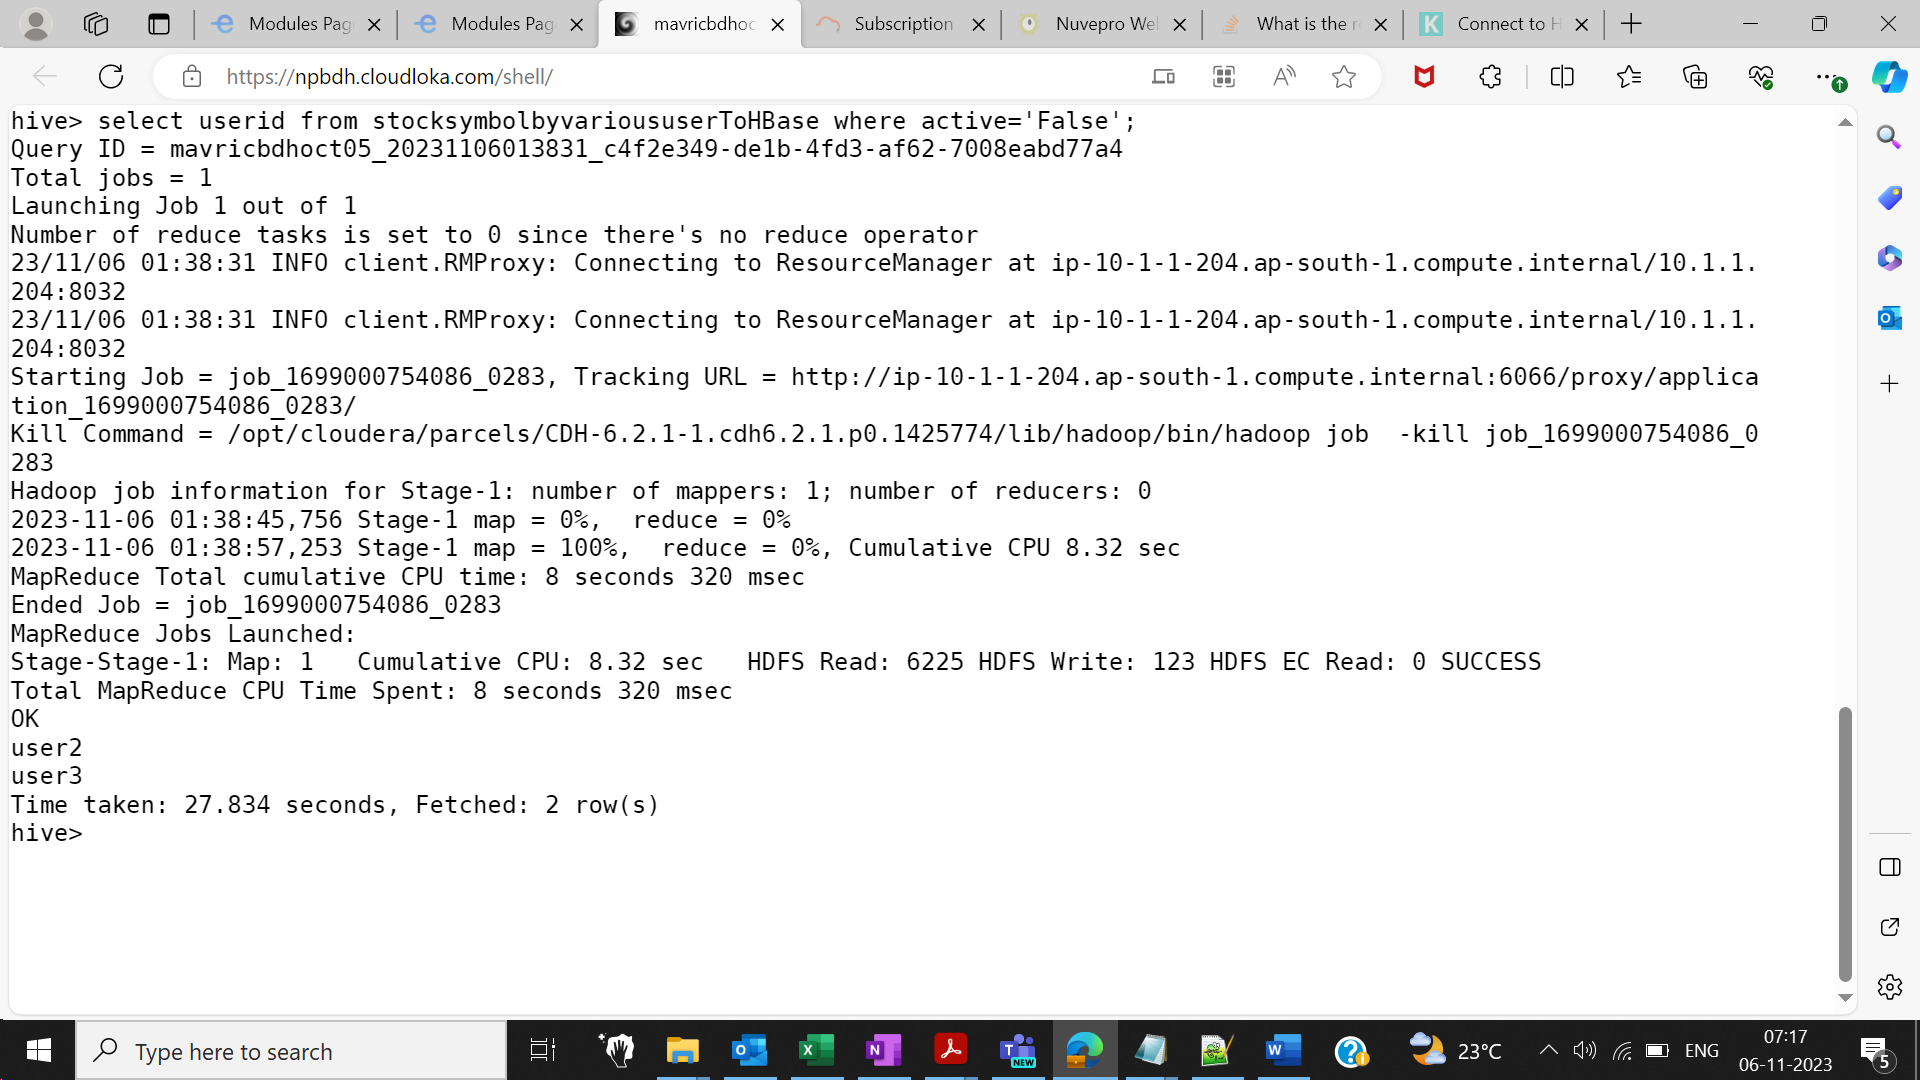 Modules Pag
Modules Pag
mavricbdhoc
Subscription
Nuvepro We
What is the r
Connect to H
https://npbdh.cloudloka.com/shell/
hive> select userid from stocksymbolbyvarioususerToHBase where active='False';
Query ID = mavricbdhoct05_20231106013831_c4f2e349-de1b-4fd3-af62-7008eabd77a4
Total jobs = 1
Launching Job 1 out of 1
Number of reduce tasks is set to 0 since there's no reduce operator
23/11/06 01:38:31 INFO client.RMProxy: Connecting to ResourceManager at ip-10-1-1-204.ap-south-1.compute.internal/10.1.1.
204:8032
23/11/06 01:38:31 INFO client.RMProxy: Connecting to ResourceManager at ip-10-1-1-204.ap-south-1.compute.internal/10.1.1.
204:8032
Starting Job = job_1699000754086_0283, Tracking URL = http://ip-10-1-1-204.ap-south-1.compute.internal:6066/proxy/applica
tion_1699000754086_0283/
Kill Command = /opt/cloudera/parcels/CDH-6.2.1-1.cdh6.2.1.p0.1425774/lib/hadoop/bin/hadoop job  -kill job_1699000754086_0
283
Hadoop job information for Stage-1: number of mappers: 1; number of reducers: 0
2023-11-06 01:38:45,756 Stage-1 map = 0%,  reduce = 0%
2023-11-06 01:38:57,253 Stage-1 map = 100%,  reduce = 0%, Cumulative CPU 8.32 sec
MapReduce Total cumulative CPU time: 8 seconds 320 msec
Ended Job = job_1699000754086_0283
MapReduce Jobs Launched:
Stage-Stage-1: Map: 1   Cumulative CPU: 8.32 sec   HDFS Read: 6225 HDFS Write: 123 HDFS EC Read: 0 SUCCESS
Total MapReduce CPU Time Spent: 8 seconds 320 msec
OK
user2
user3
Time taken: 27.834 seconds, Fetched: 2 row(s)
hive>
Type here to search
NEW
23°C
ENG
07:17
06-11-2023
5